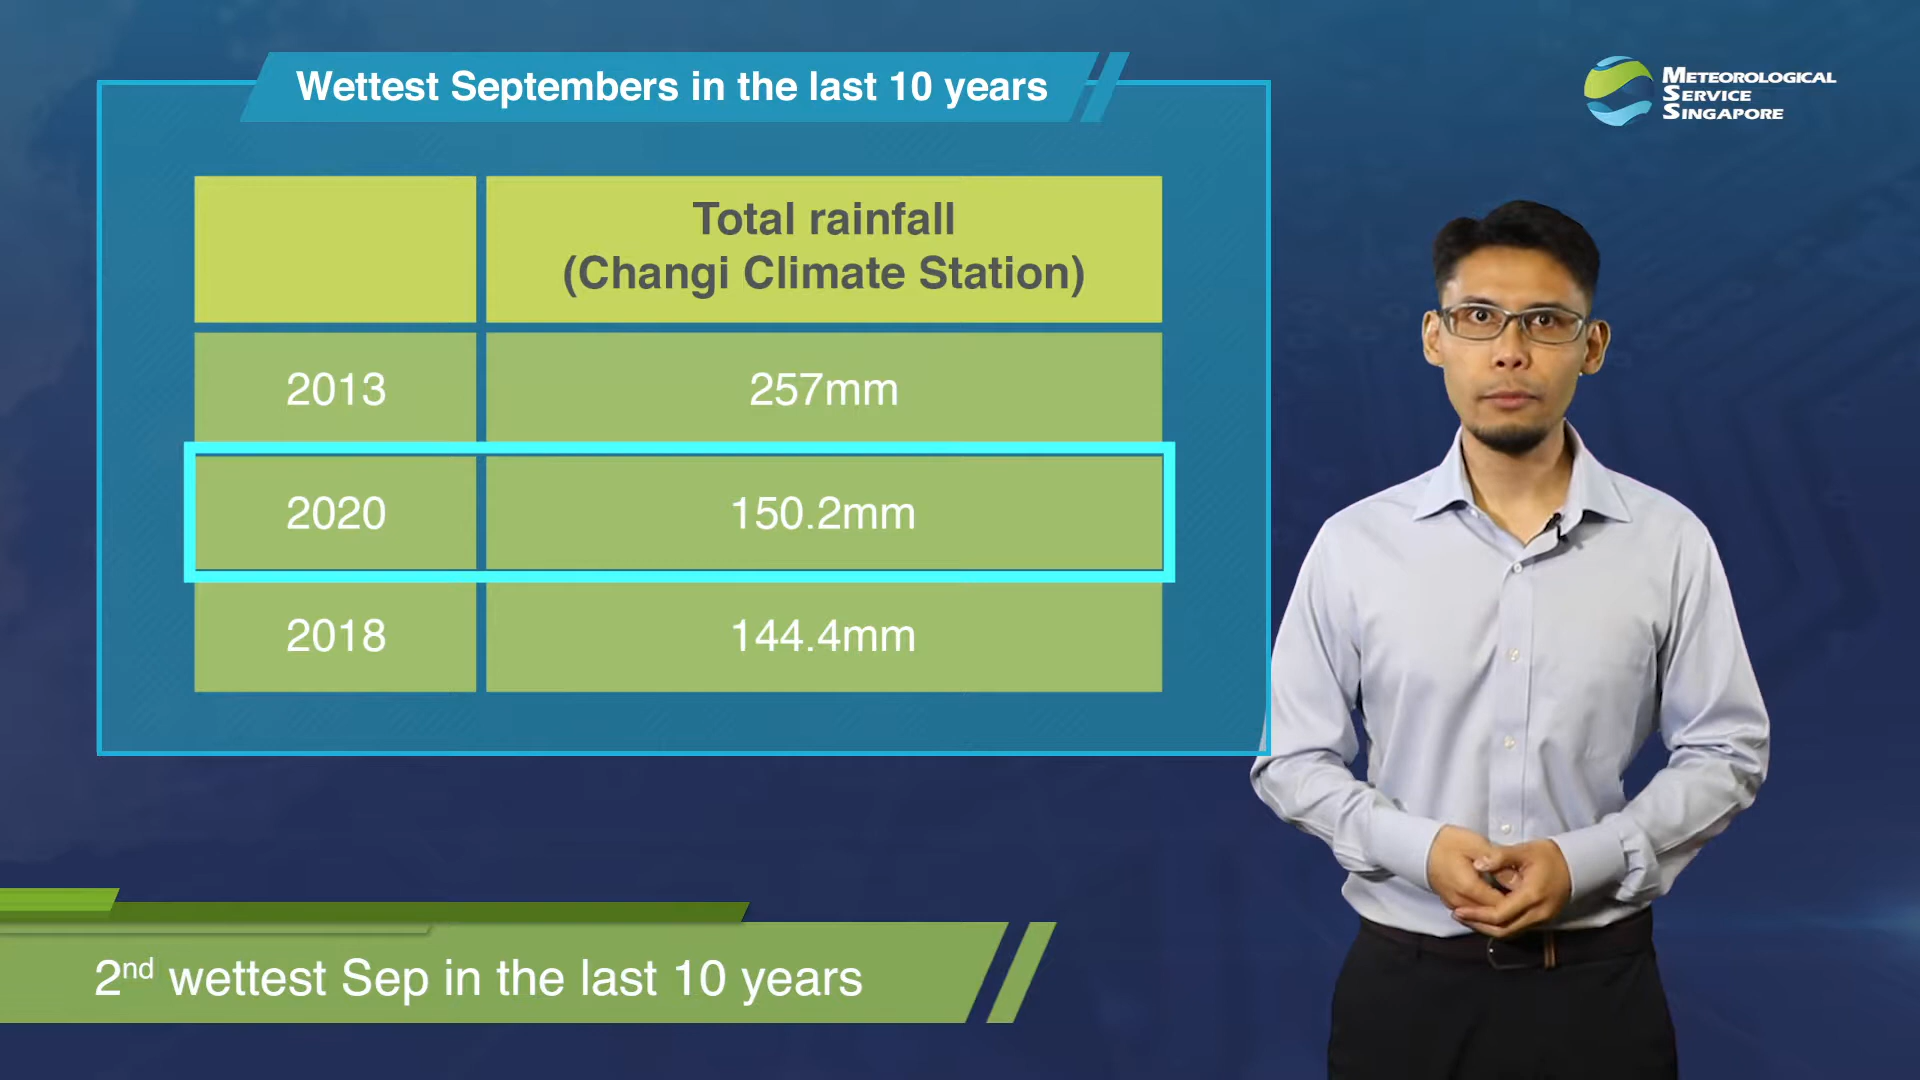 Wettest Septembers in the last 10 years
METEOROLOGICAL
SERVICE
SINGAPORE
Total rainfall
(Changi Climate Station)
2013 257mm
2020 150.2mm
2018 144.4mm
2nd wettest Sep in the last 10 years